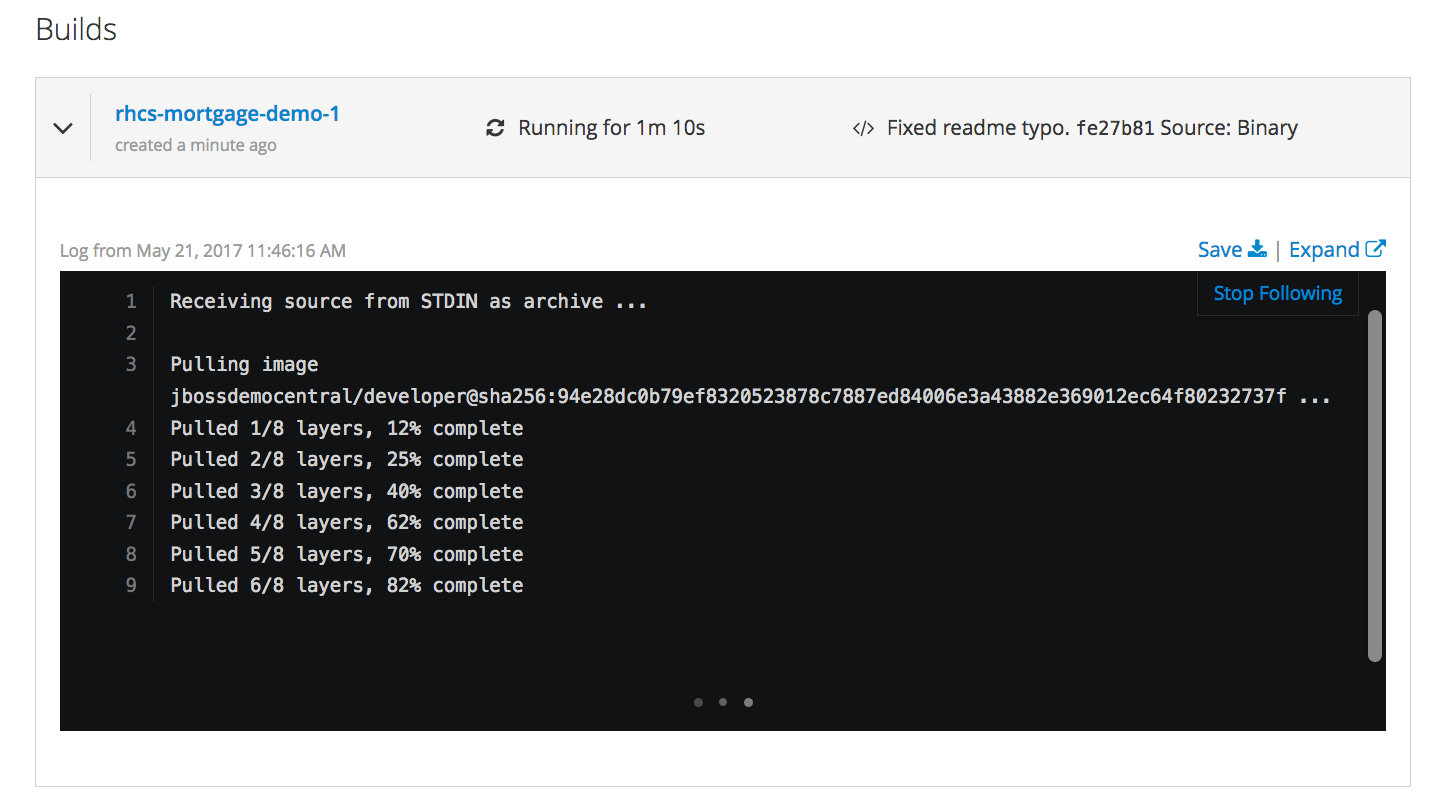 Builds
rhcs-mortgage-demo-1
created a minute ago
Running for 1m 10s
</> Fixed readme typo. fe27b81 Source: Binary
Log from May 21, 2017 11:46:16 AM
Save | Expand
Stop Following
1 Receiving source from STDIN as archive ...
2
3 Pulling image
jbossdemocentral/developer@sha256:94e28dc0b79ef8320523878c7887ed84006e3a43882e369012ec64f80232737f ...
4 Pulled 1/8 layers, 12% complete
5 Pulled 2/8 layers, 25% complete
6 Pulled 3/8 layers, 40% complete
7 Pulled 4/8 layers, 62% complete
8 Pulled 5/8 layers, 70% complete
9 Pulled 6/8 layers, 82% complete